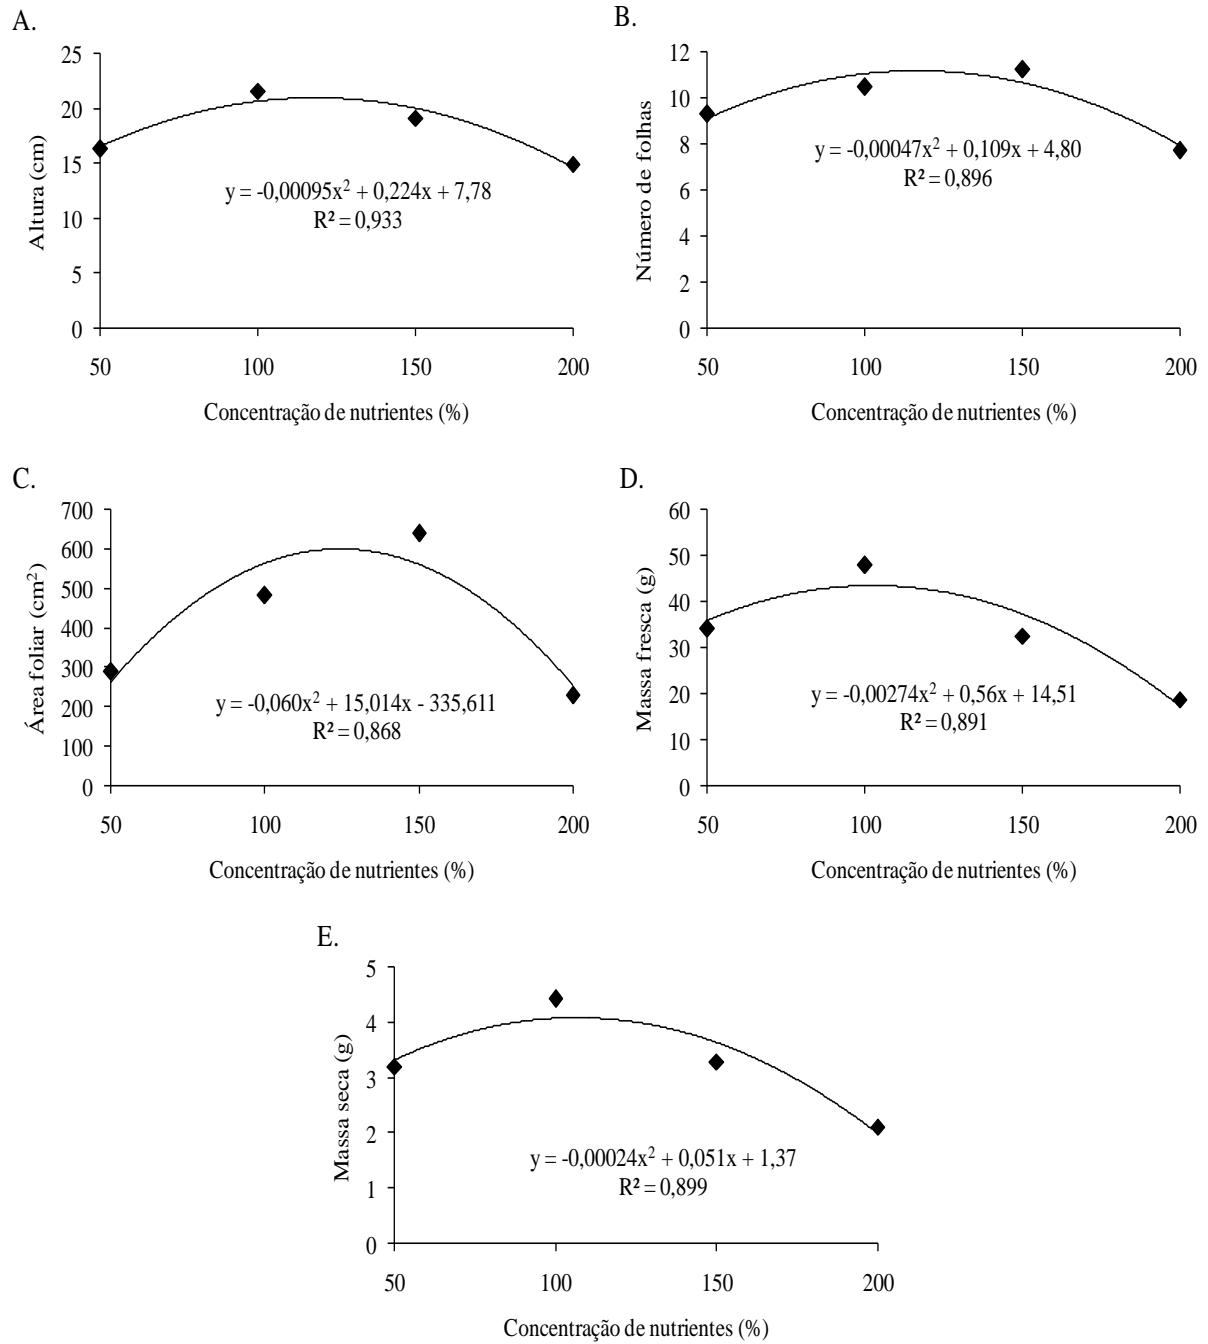 A.
25
20
15
10
5
0
Altura (cm)
y = -0,00095x² + 0,224x + 7,78
R² = 0,933
50 100 150 200
Concentração de nutrientes (%)
B.
12
10
8
6
4
2
0
Número de folhas
y = -0,00047x² + 0,109x + 4,80
R² = 0,896
50 100 150 200
Concentração de nutrientes (%)
C.
700
600
500
400
300
200
100
0
Área foliar (cm²)
y = -0,060x² + 15,014x - 335,611
R² = 0,868
50 100 150 200
Concentração de nutrientes (%)
D.
60
50
40
30
20
10
0
Massa fresca (g)
y = -0,00274x² + 0,56x + 14,51
R² = 0,891
50 100 150 200
Concentração de nutrientes (%)
E.
5
4
3
2
1
0
Massa seca (g)
y = -0,00024x² + 0,051x + 1,37
R² = 0,899
50 100 150 200
Concentração de nutrientes (%)